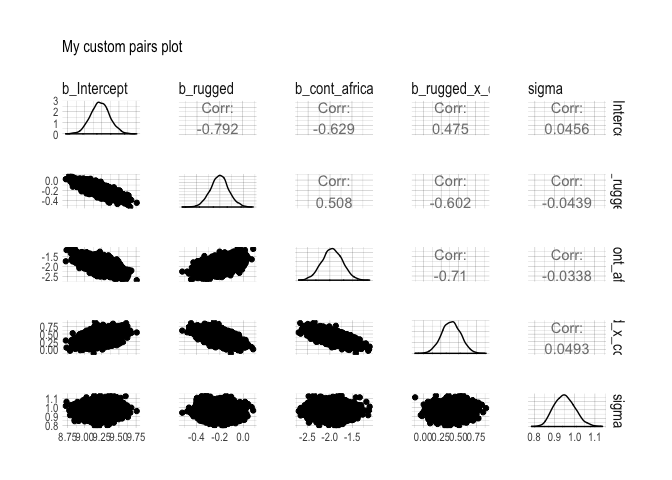 My custom pairs plot
b_Intercept b_rugged b_cont_africa b_rugged_x_ sigma
3 2 1 0 Corr: -0.792 Corr: -0.629 Corr: 0.475 Corr: 0.0456
0.0 -0.2 -0.4 Corr: 0.508 Corr: -0.602 Corr: -0.0439 _rugge
-1.5 -2.0 -2.5 Corr: -0.71 Corr: -0.0338 ont_af
0.75 0.50 0.25 0.00 Corr: 0.0493 _x_co
1.1 1.0 0.9 0.8 sigma
8.75 9.00 9.25 9.50 9.75 -0.4 -0.2 0.0 -2.5 -2.0 -1.5 0.00 0.25 0.50 0.75 0.8 0.9 1.0 1.1